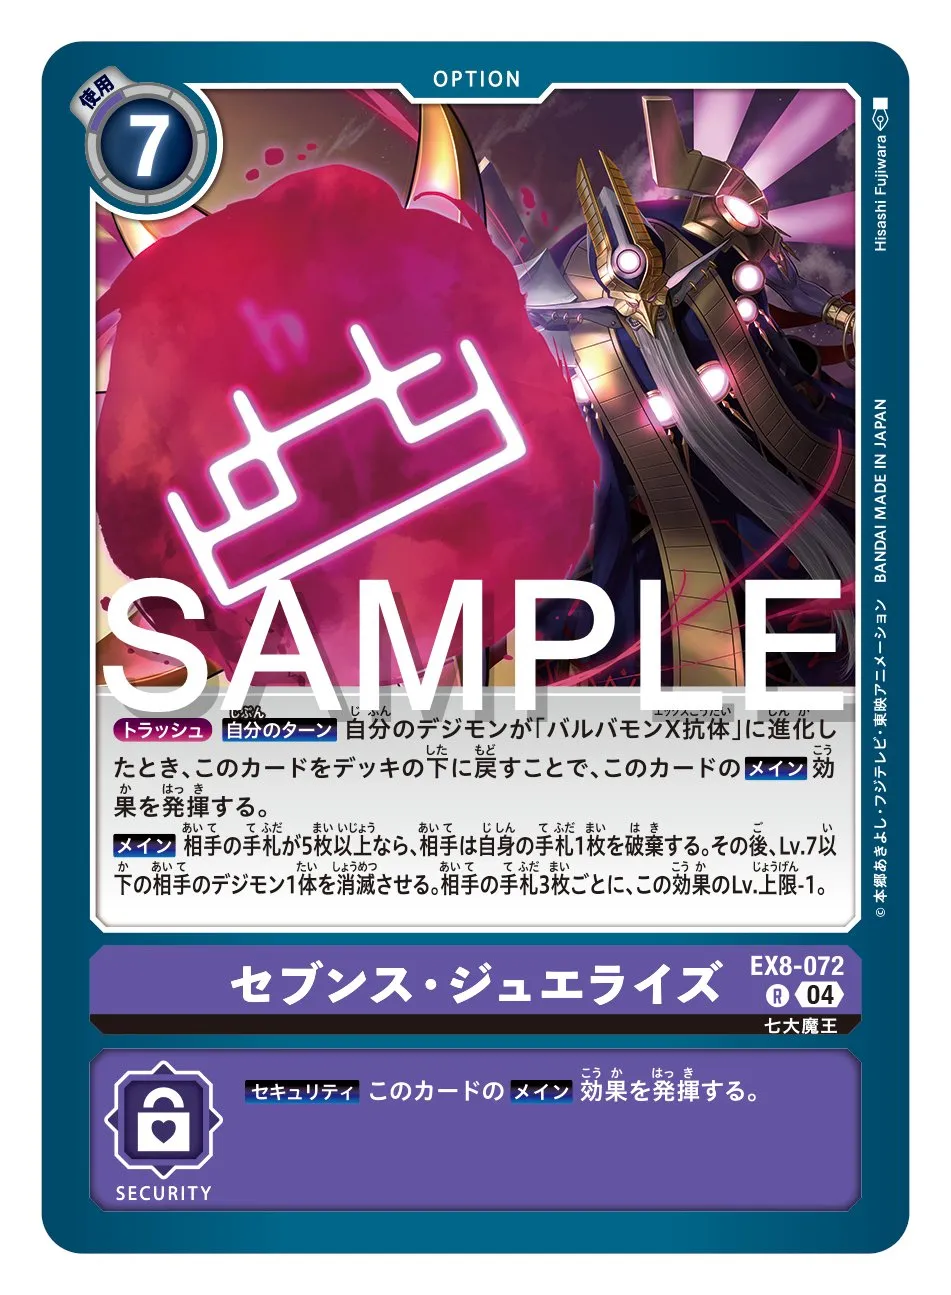 OPTION
使用
7
Hisashi Fujiwara
BANDAI MADE IN JAPAN
©本郷あきよし・フジテレビ・東映アニメーション
SAMPLE
トラッシュ 自分のターン 自分のデジモンが「バルバモンX抗体」に進化し
たとき、このカードをデッキの下に戻すことで、このカードの メイン 効
果を発揮する。
メイン 相手の手札が5枚以上なら、相手は自身の手札1枚を破棄する。その後、Lv.7以
下の相手のデジモン1体を消滅させる。相手の手札3枚ごとに、この効果のLv.上限-1。
セブンス・ジュエライズ
EX8-072
R 04
七大魔王
セキュリティ このカードの メイン 効果を発揮する。
SECURITY